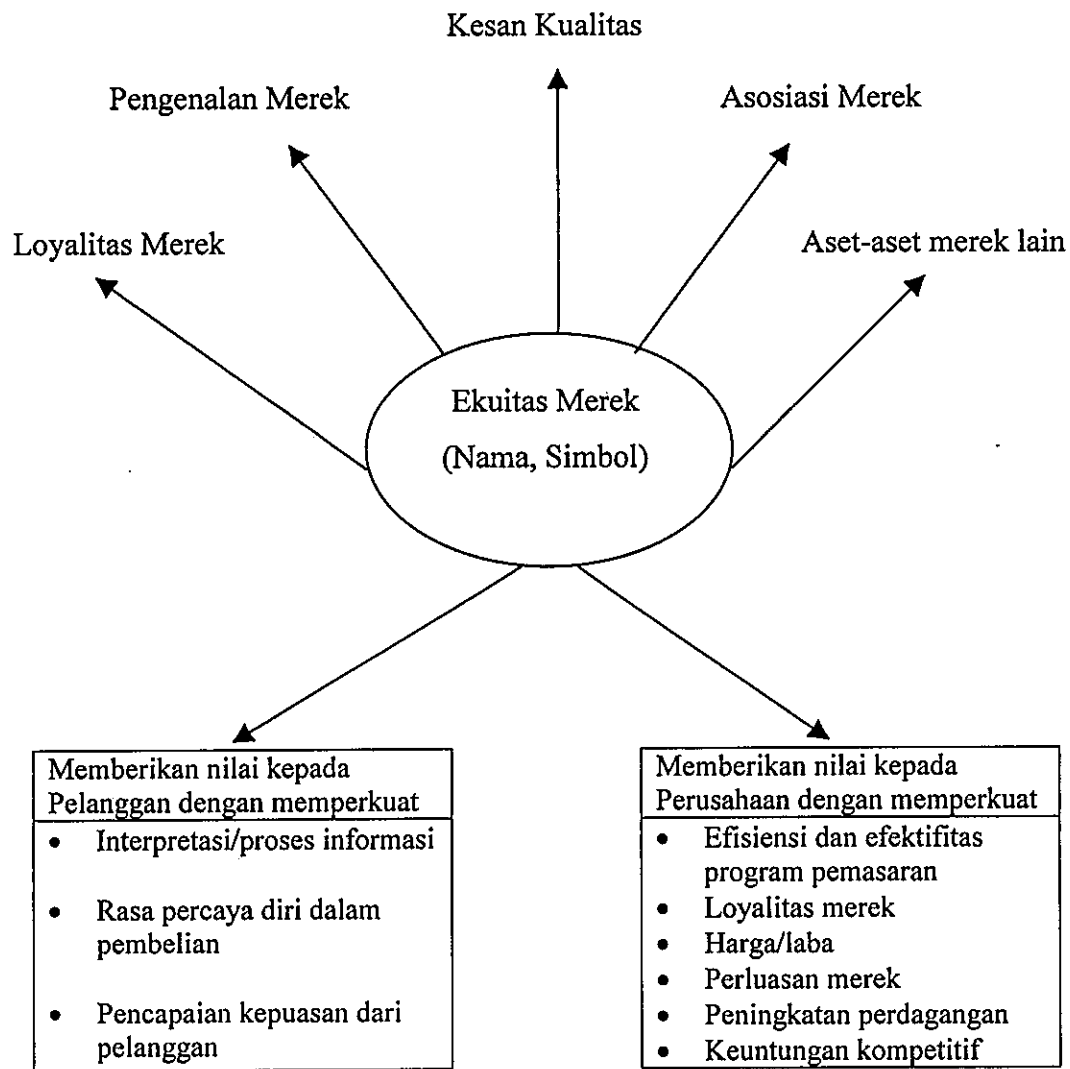 Kesan Kualitas
Pengenalan Merek
Asosiasi Merek
Loyalitas Merek
Aset-aset merek lain
Ekuitas Merek
(Nama, Simbol)
Memberikan nilai kepada
Pelanggan dengan memperkuat
• Interpretasi/proses informasi
• Rasa percaya diri dalam
pembelian
• Pencapaian kepuasan dari
pelanggan
Memberikan nilai kepada
Perusahaan dengan memperkuat
• Efisiensi dan efektifitas
program pemasaran
• Loyalitas merek
• Harga/laba
• Perluasan merek
• Peningkatan perdagangan
• Keuntungan kompetitif